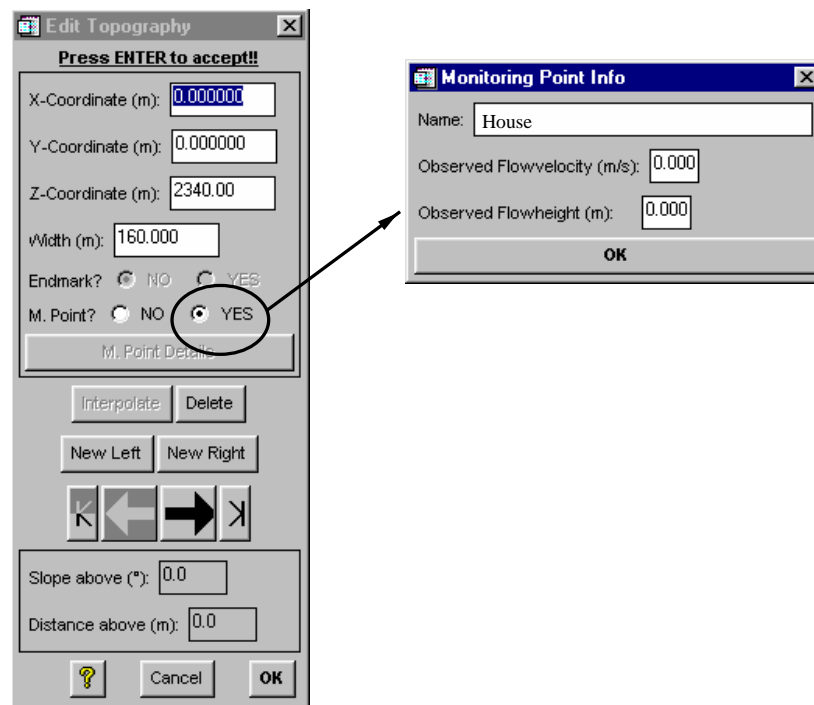 Edit Topography
Press ENTER to accept!!
X-Coordinate (m): 0.000000
Y-Coordinate (m): 0.000000
Z-Coordinate (m): 2340.00
Width (m): 160.000
Endmark? NO YES
M. Point? NO YES
M. Point Details
Interpolate Delete
New Left New Right
Slope above (°): 0.0
Distance above (m): 0.0
? Cancel OK
Monitoring Point Info
Name: House
Observed Flowvelocity (m/s): 0.000
Observed Flowheight (m): 0.000
OK